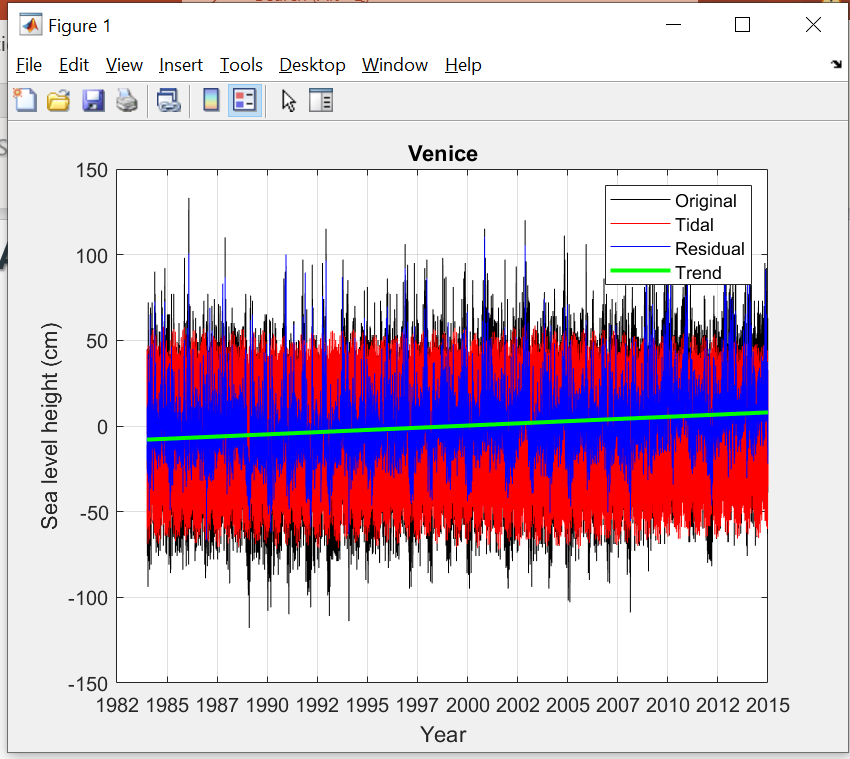 Figure 1
File Edit View Insert Tools Desktop Window Help
Venice
150
100
50
0
-50
-100
-150
Sea level height (cm)
Original
Tidal
Residual
Trend
1982 1985 1987 1990 1992 1995 1997 2000 2002 2005 2007 2010 2012 2015
Year